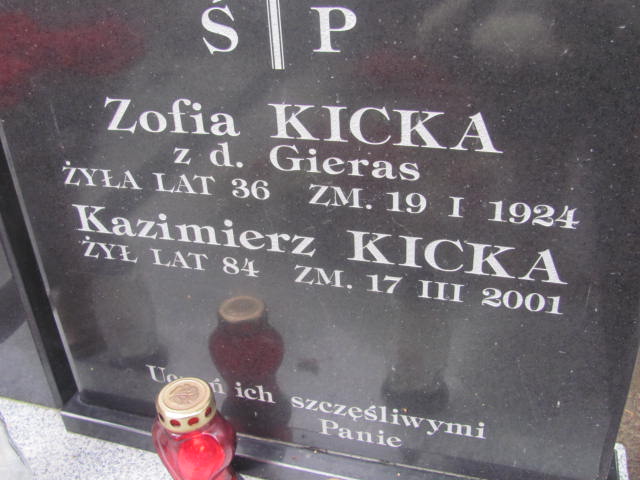 Ś P
Zofia KICKA
z d. Gieras
ŻYŁA LAT 36 ZM. 19 I 1924
Kazimierz KICKA
ŻYŁ LAT 84 ZM. 17 III 2001
ich szczęśliwymi
Panie